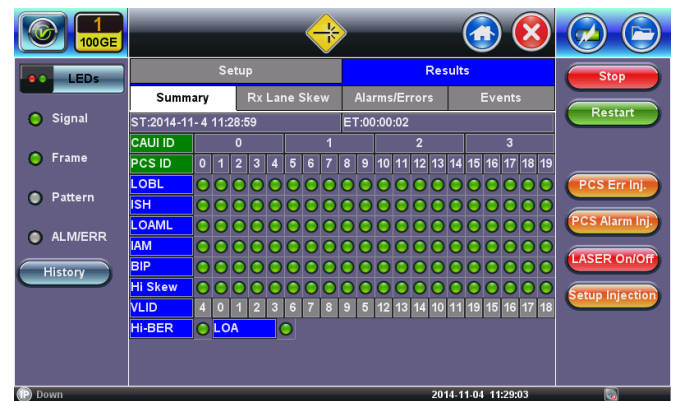 1
100GE
LEDs
Signal
Frame
Pattern
ALM/ERR
History
Setup Results
Summary Rx Lane Skew Alarms/Errors Events
ST:2014-11- 4 11:28:59 ET:00:00:02
CAUI ID 0 1 2 3
PCS ID 0 1 2 3 4 5 6 7 8 9 10 11 12 13 14 15 16 17 18 19
LOBL
ISH
LOAML
IAM
BIP
Hi Skew
VLID 4 0 1 2 3 6 7 8 9 5 12 13 14 10 11 19 15 16 17 18
Hi-BER LOA
Stop
Restart
PCS Err Inj.
PCS Alarm Inj.
LASER On/Off
Setup Injection
IP Down 2014-11-04 11:29:03